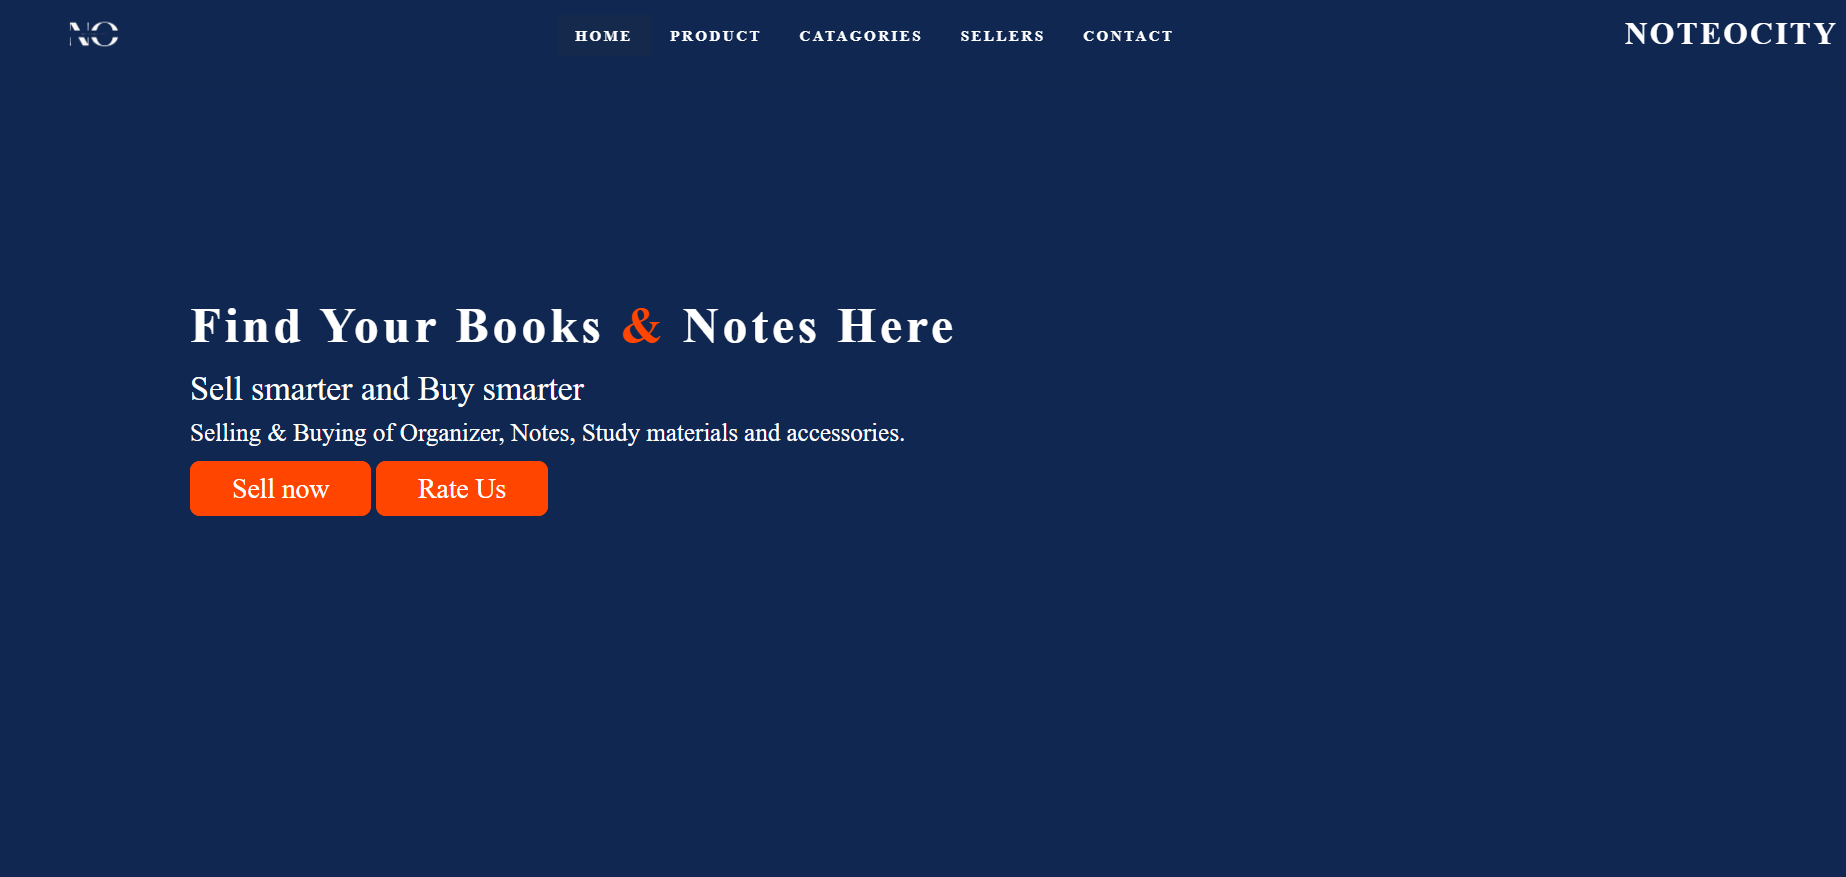 NO
HOME PRODUCT CATAGORIES SELLERS CONTACT
NOTEOCITY
Find Your Books & Notes Here
Sell smarter and Buy smarter
Selling & Buying of Organizer, Notes, Study materials and accessories.
Sell now Rate Us